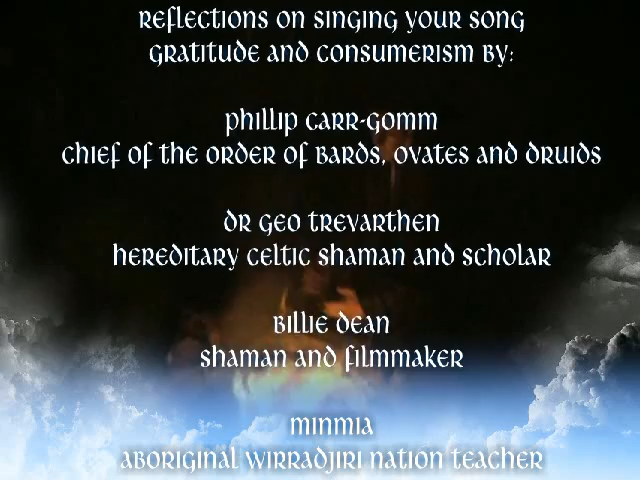 Reflections on singing your song
gratitude and consumerism by:
Phillip Carr-Gomm
Chief of the Order of Bards, Ovates and Druids
Dr Geo Trevarthen
Hereditary Celtic Shaman and Scholar
Billie Dean
Shaman and Filmmaker
Minmia
Aboriginal Wirradjiri Nation Teacher